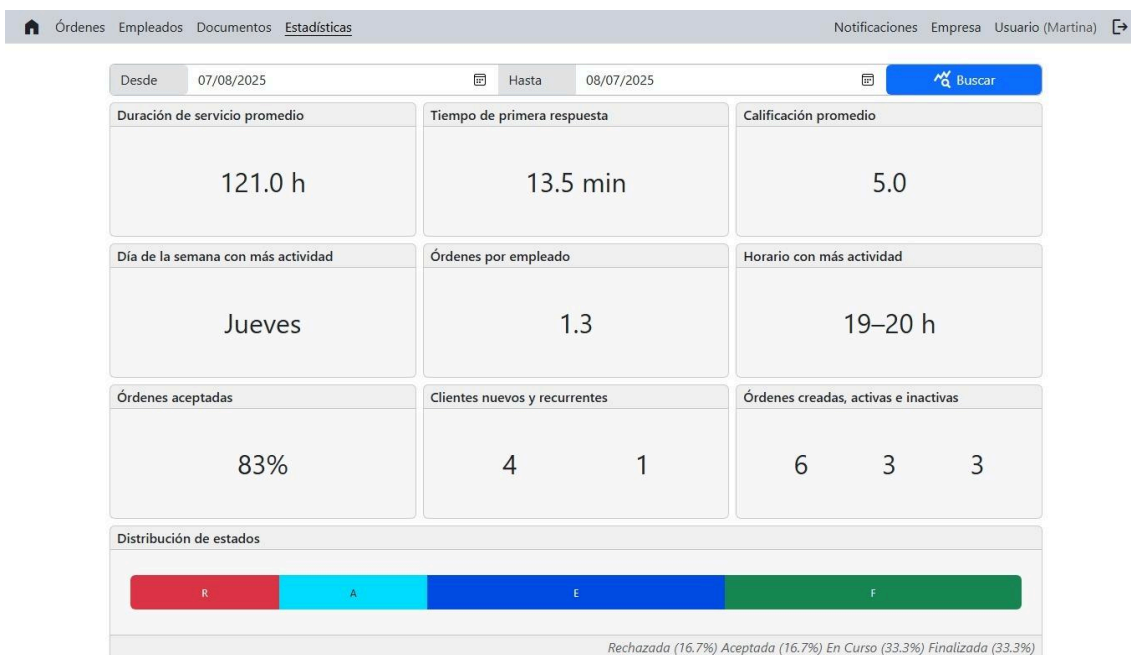 Órdenes Empleados Documentos Estadísticas Notificaciones Empresa Usuario (Martina)
Desde 07/08/2025 Hasta 08/07/2025 Buscar
Duración de servicio promedio
121.0 h
Tiempo de primera respuesta
13.5 min
Calificación promedio
5.0
Día de la semana con más actividad
Jueves
Órdenes por empleado
1.3
Horario con más actividad
19–20 h
Órdenes aceptadas
83%
Clientes nuevos y recurrentes
4 1
Órdenes creadas, activas e inactivas
6 3 3
Distribución de estados
R A E F
Rechazada (16.7%) Aceptada (16.7%) En Curso (33.3%) Finalizada (33.3%)